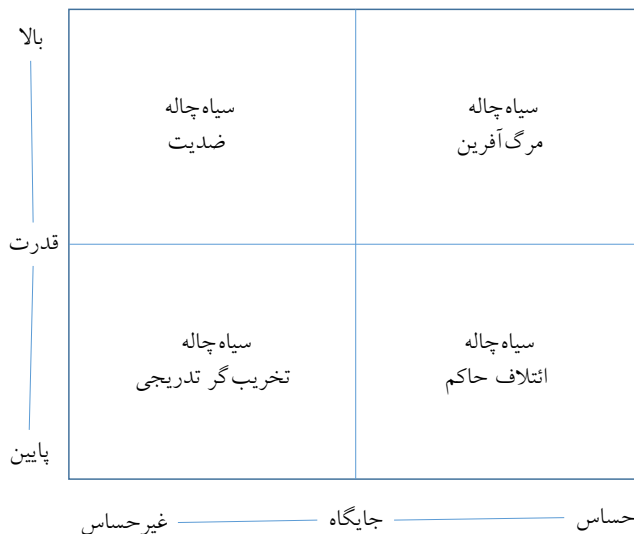 بالا
سیاه‌چاله
مرگ‌آفرین
سیاه‌چاله
ضدیت
قدرت
سیاه‌چاله
ائتلاف حاکم
سیاه‌چاله
تخریب‌گر تدریجی
پایین
حساس
جایگاه
غیرحساس